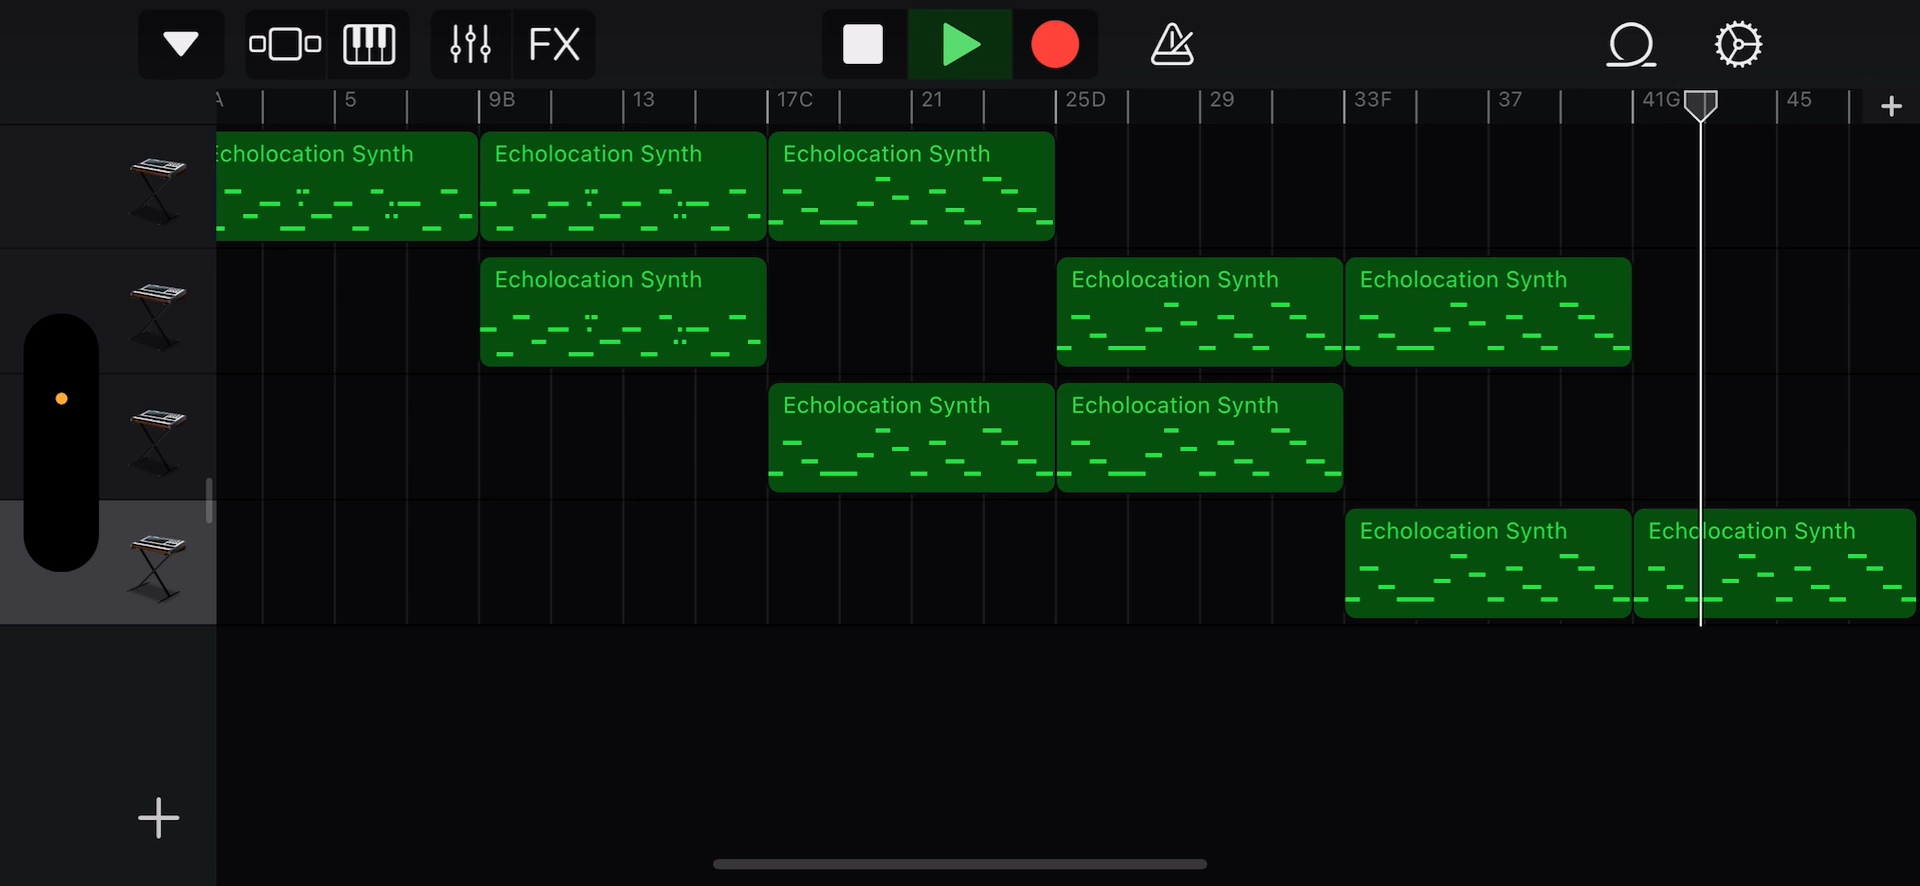 FX
A 5 9B 13 17C 21 25D 29 33F 37 41G 45
Echolocation Synth Echolocation Synth Echolocation Synth
Echolocation Synth Echolocation Synth Echolocation Synth
Echolocation Synth Echolocation Synth
Echolocation Synth Echolocation Synth